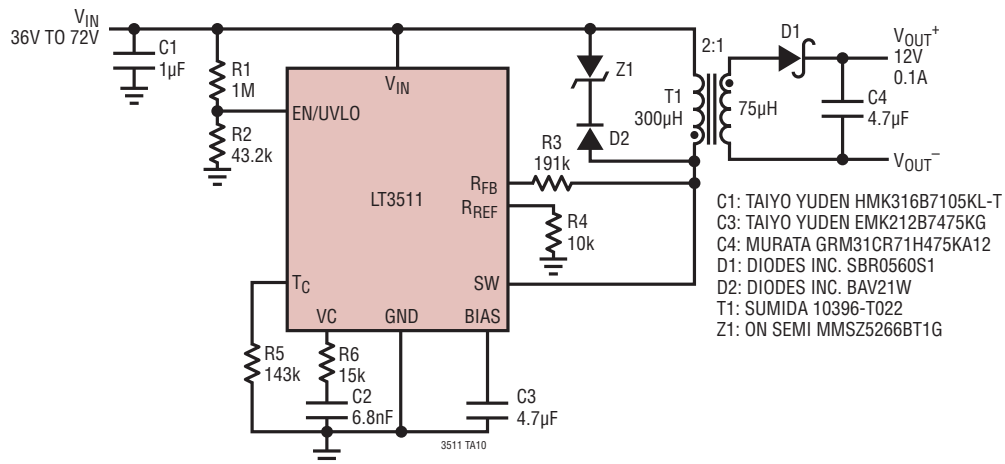 VIN
36V TO 72V
C1
1µF
R1
1M
R2
43.2k
VIN
EN/UVLO
LT3511
RFB
RREF
SW
TC
VC
GND
BIAS
Z1
D2
R3
191k
R4
10k
T1
300µH
2:1
75µH
D1
VOUT+
12V
0.1A
C4
4.7µF
VOUT–
R5
143k
R6
15k
C2
6.8nF
C3
4.7µF
3511 TA10
C1: TAIYO YUDEN HMK316B7105KL-T
C3: TAIYO YUDEN EMK212B7475KG
C4: MURATA GRM31CR71H475KA12
D1: DIODES INC. SBR0560S1
D2: DIODES INC. BAV21W
T1: SUMIDA 10396-T022
Z1: ON SEMI MMSZ5266BT1G